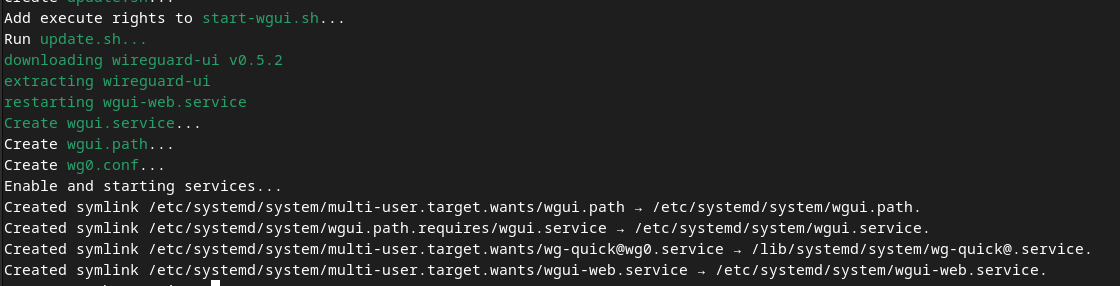 Create update.sh...
Add execute rights to start-wgui.sh...
Run update.sh...
downloading wireguard-ui v0.5.2
extracting wireguard-ui
restarting wgui-web.service
Create wgui.service...
Create wgui.path...
Create wg0.conf...
Enable and starting services...
Created symlink /etc/systemd/system/multi-user.target.wants/wgui.path → /etc/systemd/system/wgui.path.
Created symlink /etc/systemd/system/wgui.path.requires/wgui.service → /etc/systemd/system/wgui.service.
Created symlink /etc/systemd/system/multi-user.target.wants/wg-quick@wg0.service → /lib/systemd/system/wg-quick@.service.
Created symlink /etc/systemd/system/multi-user.target.wants/wgui-web.service → /etc/systemd/system/wgui-web.service.